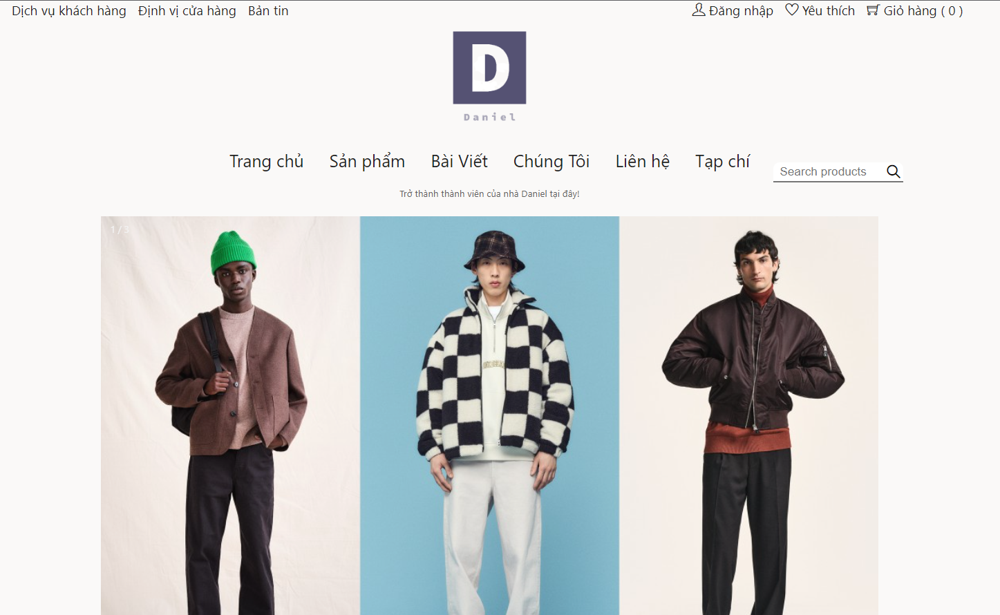 Dịch vụ khách hàng Định vị cửa hàng Bản tin Đăng nhập Yêu thích Giỏ hàng ( 0 )
D
Daniel
Trang chủ Sản phẩm Bài Viết Chúng Tôi Liên hệ Tạp chí Search products
Trở thành thành viên của nhà Daniel tại đây!
1 / 3